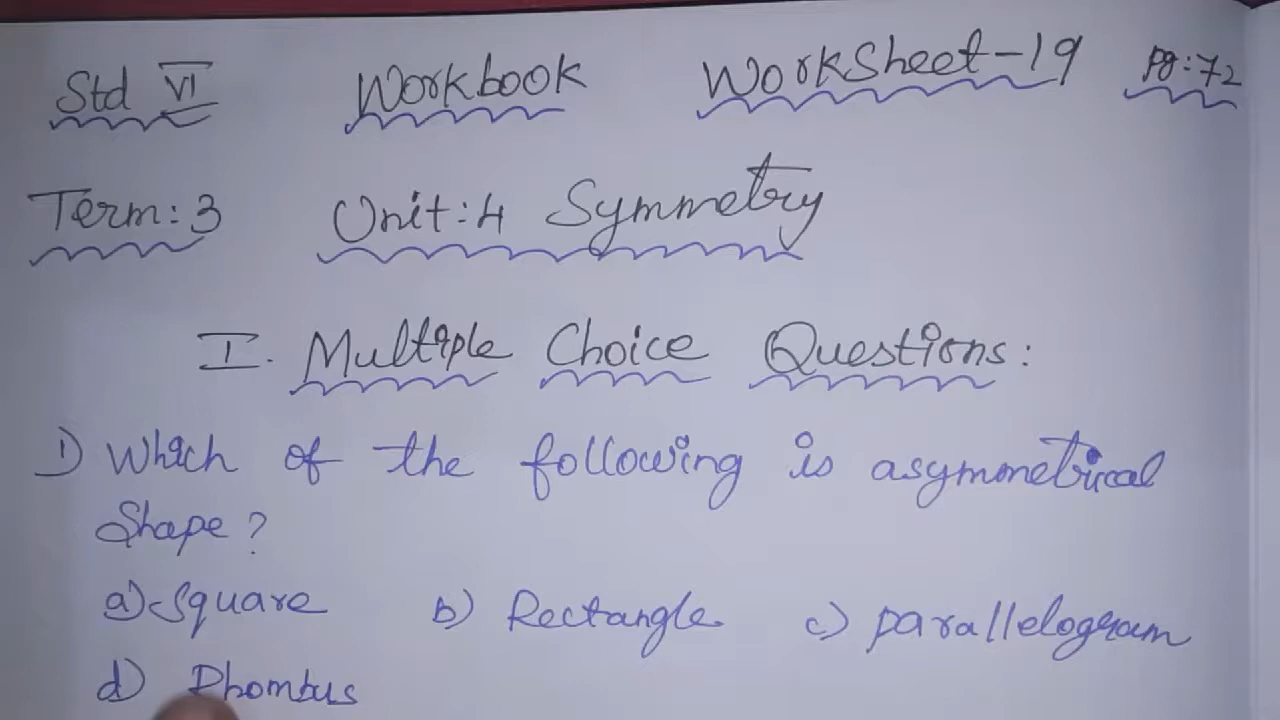 Std VI Workbook Worksheet-19 Pg:72
Term: 3 Unit:4 Symmetry
I. Multiple Choice Questions:
1) Which of the following is asymmetrical
Shape?
a) Square b) Rectangle c) parallelogram
d) Rhombus